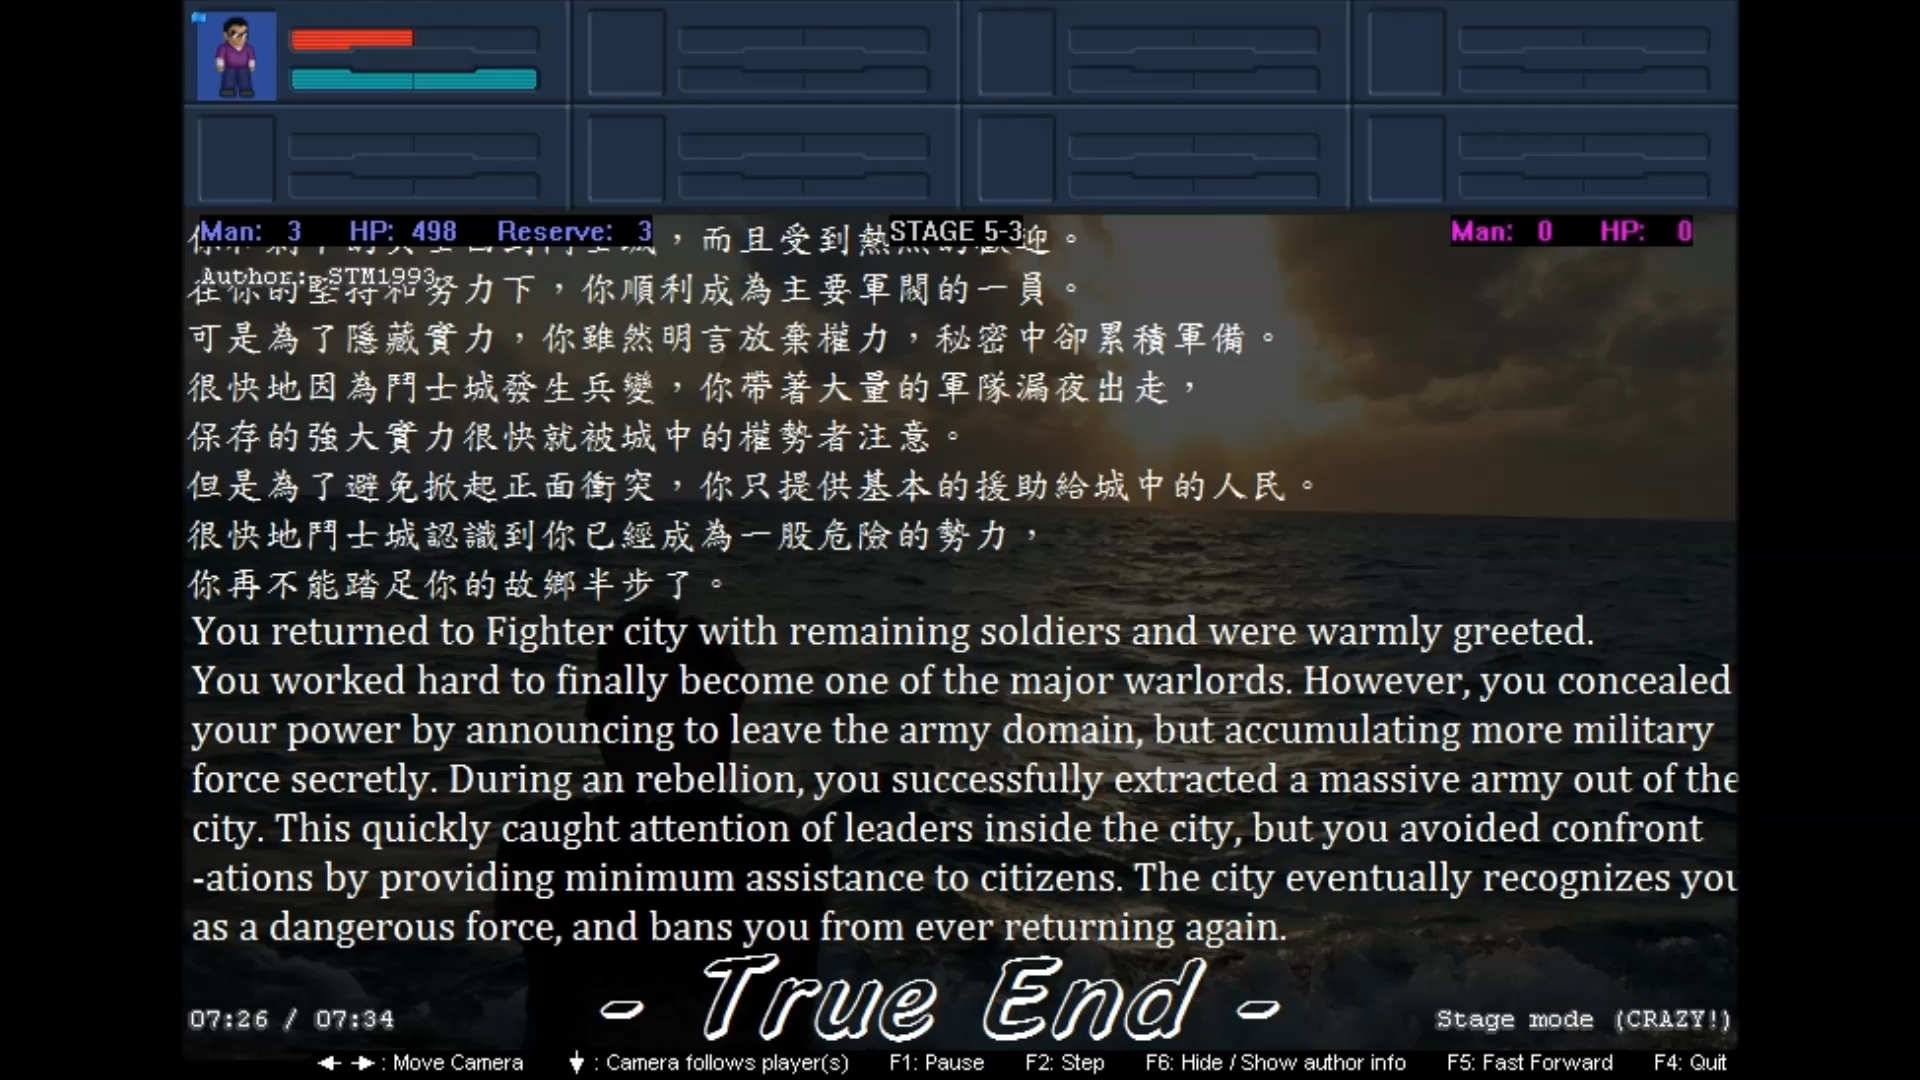 Man: 3 HP: 498 Reserve: 3 STAGE 5-3 Man: 0 HP: 0
，而且受到熱 迎。
Author: STM1993
在你的堅持和努力下，你順利成為主要軍閥的一員。
可是為了隱藏實力，你雖然明言放棄權力，秘密中卻累積軍備。
很快地因為鬥士城發生兵變，你帶著大量的軍隊漏夜出走，
保存的強大實力很快就被城中的權勢者注意。
但是為了避免掀起正面衝突，你只提供基本的援助給城中的人民。
很快地鬥士城認識到你已經成為一股危險的勢力，
你再不能踏足你的故鄉半步了。
You returned to Fighter city with remaining soldiers and were warmly greeted.
You worked hard to finally become one of the major warlords. However, you concealed
your power by announcing to leave the army domain, but accumulating more military
force secretly. During an rebellion, you successfully extracted a massive army out of the
city. This quickly caught attention of leaders inside the city, but you avoided confront
-ations by providing minimum assistance to citizens. The city eventually recognizes you
as a dangerous force, and bans you from ever returning again.
- True End -
07:26 / 07:34 Stage mode (CRAZY!)
: Move Camera : Camera follows player(s) F1: Pause F2: Step F6: Hide / Show author info F5: Fast Forward F4: Quit